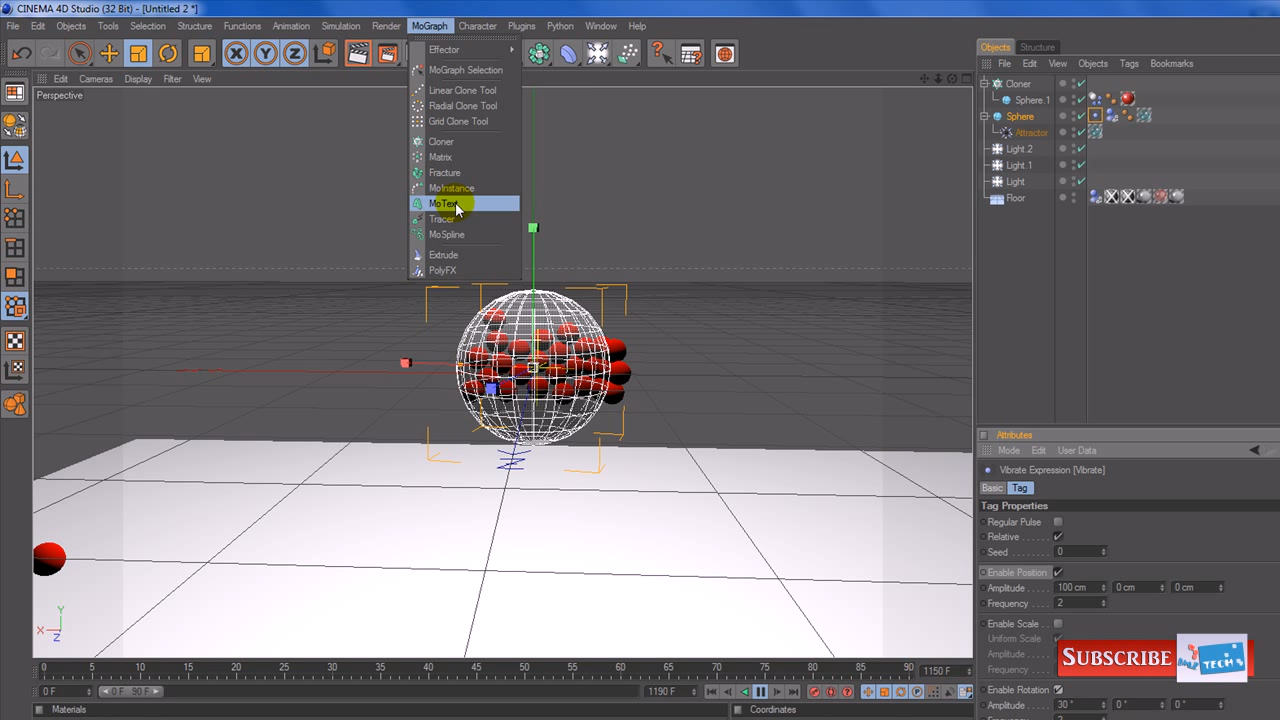 CINEMA 4D Studio (32 Bit) - [Untitled 2 *]
File Edit Objects Tools Selection Structure Functions Animation Simulation Render MoGraph Character Plugins Python Window Help
Edit Cameras Display Filter View
Perspective
Effector
MoGraph Selection
Linear Clone Tool
Radial Clone Tool
Grid Clone Tool
Cloner
Matrix
Fracture
MoInstance
MoText
Tracer
MoSpline
Extrude
PolyFX
Y
X
Z
Objects Structure
File Edit View Objects Tags Bookmarks
Cloner
Sphere.1
Sphere
Attractor
Light.2
Light.1
Light
Floor
Attributes
Mode Edit User Data
Vibrate Expression [Vibrate]
Basic Tag
Tag Properties
Regular Pulse
Relative
Seed 0
Enable Position
Amplitude 100 cm 0 cm 0 cm
Frequency 2
Enable Scale
Uniform Scale
Amplitude
Frequency
SUBSCRIBE
TECH'S
Enable Rotation
Amplitude 30 ° 0 ° 0 °
0 5 10 15 20 25 30 35 40 45 50 55 60 65 70 75 80 85 90 1150 F
0 F 0 F 90 F 1190 F
Materials
Coordinates